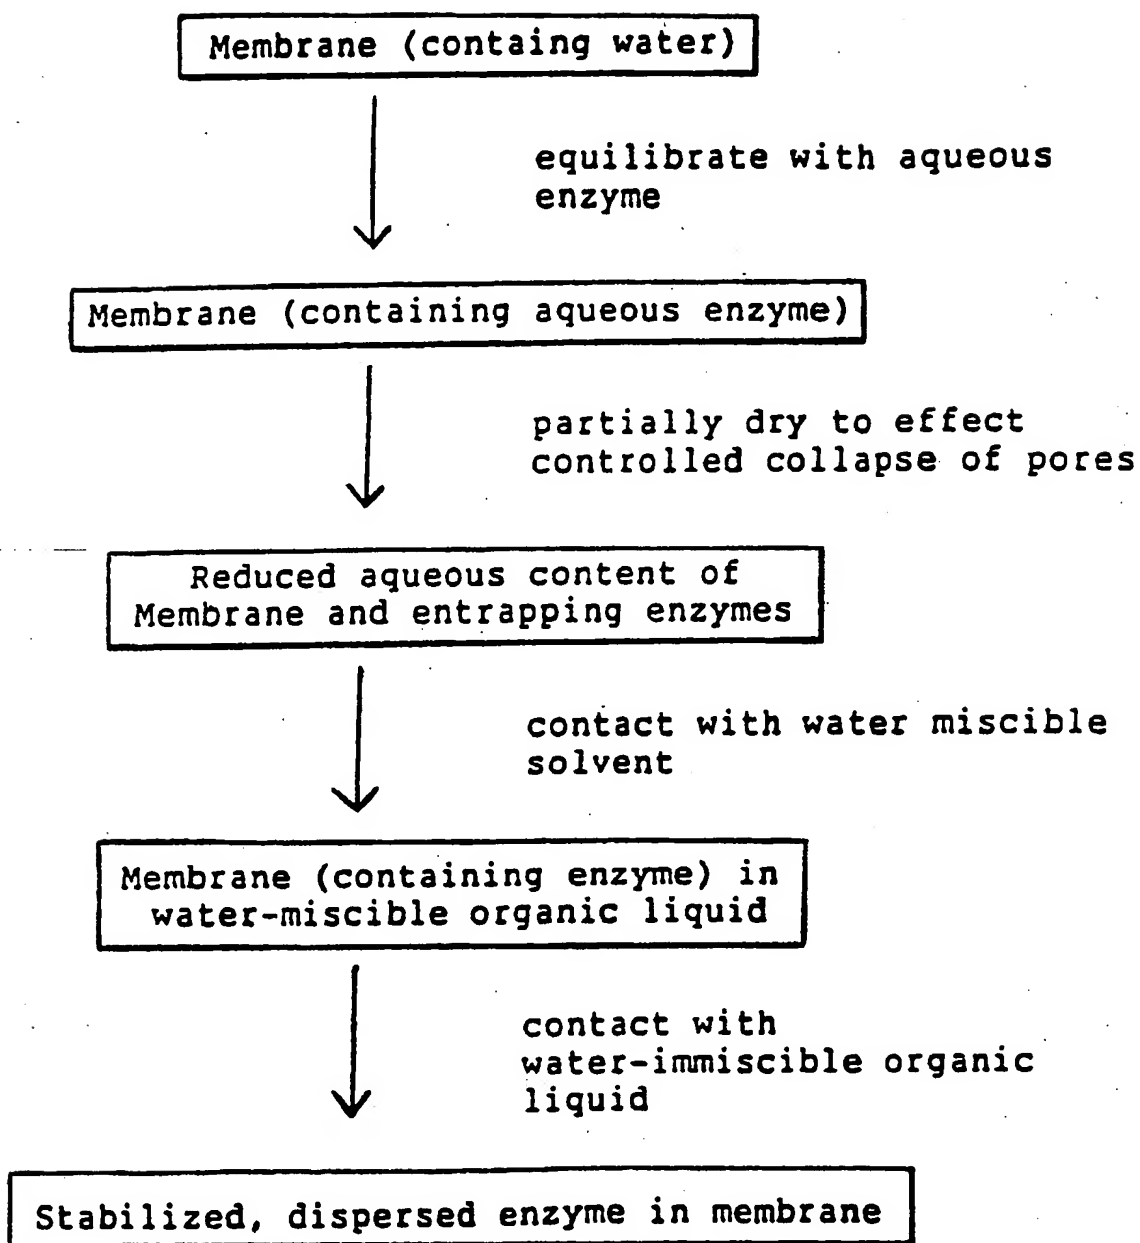 Membrane (containg water)
equilibrate with aqueous
enzyme
Membrane (containing aqueous enzyme)
partially dry to effect
controlled collapse of pores
Reduced aqueous content of
Membrane and entrapping enzymes
contact with water miscible
solvent
Membrane (containing enzyme) in
water-miscible organic liquid
contact with
water-immiscible organic
liquid
Stabilized, dispersed enzyme in membrane